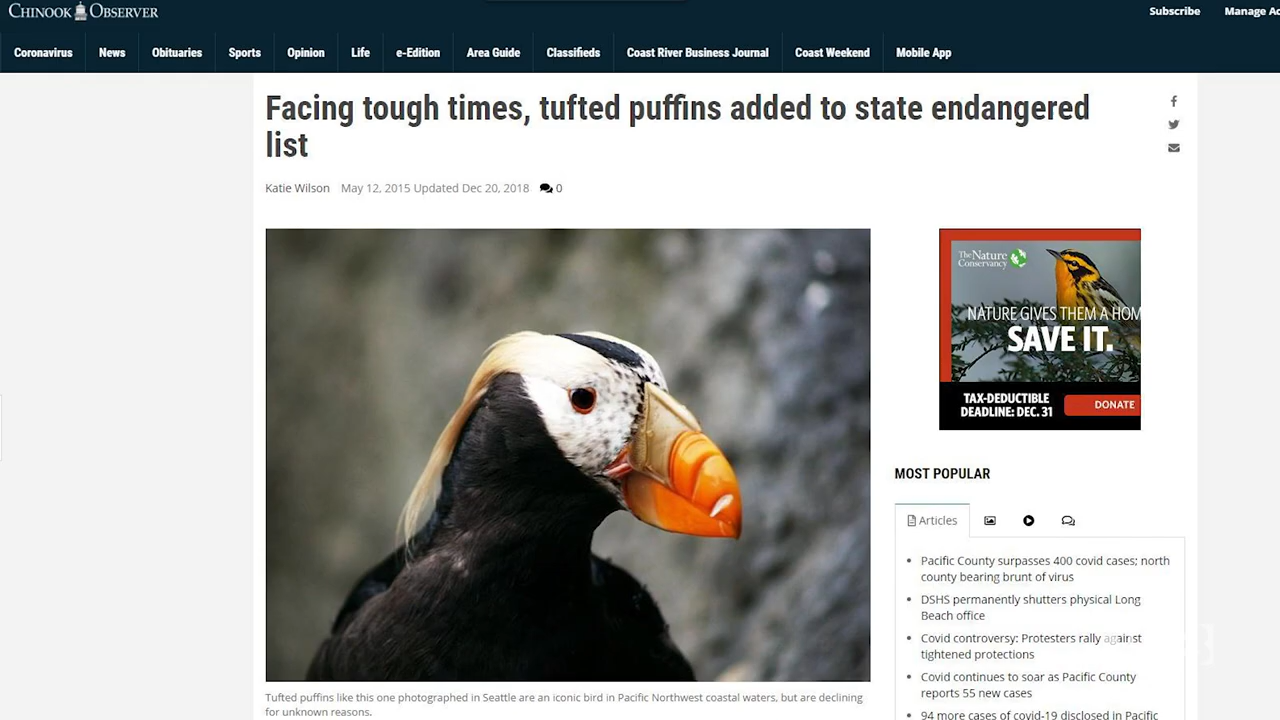 CHINOOK OBSERVER
Subscribe
Manage
Coronavirus
News
Obituaries
Sports
Opinion
Life
e-Edition
Area Guide
Classifieds
Coast River Business Journal
Coast Weekend
Mobile App
Facing tough times, tufted puffins added to state endangered
list
Katie Wilson
May 12, 2015 Updated Dec 20, 2018
0
The Nature
Conservancy
NATURE GIVES THEM A HOM
SAVE IT.
TAX-DEDUCTIBLE
DEADLINE: DEC. 31
DONATE
MOST POPULAR
Articles
Pacific County surpasses 400 covid cases; north
county bearing brunt of virus
DSHS permanently shutters physical Long
Beach office
Covid controversy: Protesters rally against
tightened protections
Covid continues to soar as Pacific County
reports 55 new cases
94 more cases of covid-19 disclosed in Pacific
Tufted puffins like this one photographed in Seattle are an iconic bird in Pacific Northwest coastal waters, but are declining
for unknown reasons.